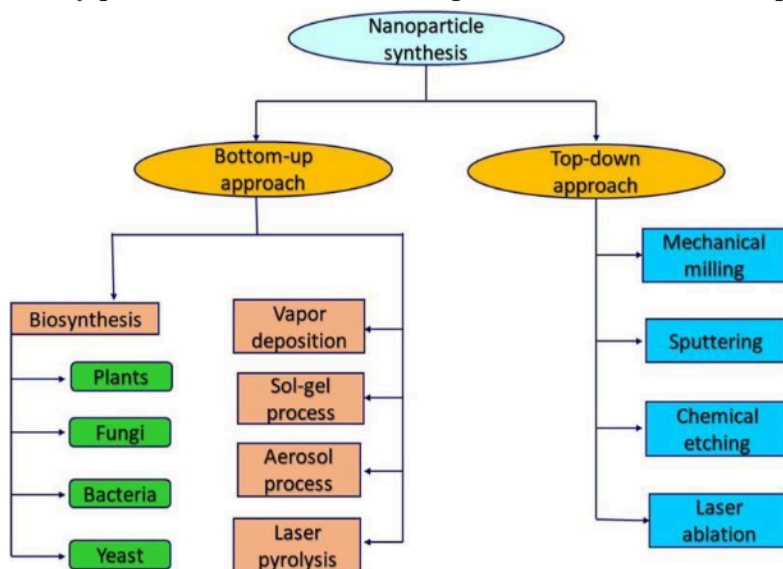 Nanoparticle
synthesis
Bottom-up
approach
Top-down
approach
Biosynthesis
Plants
Fungi
Bacteria
Yeast
Vapor
deposition
Sol-gel
process
Aerosol
process
Laser
pyrolysis
Mechanical
milling
Sputtering
Chemical
etching
Laser
ablation